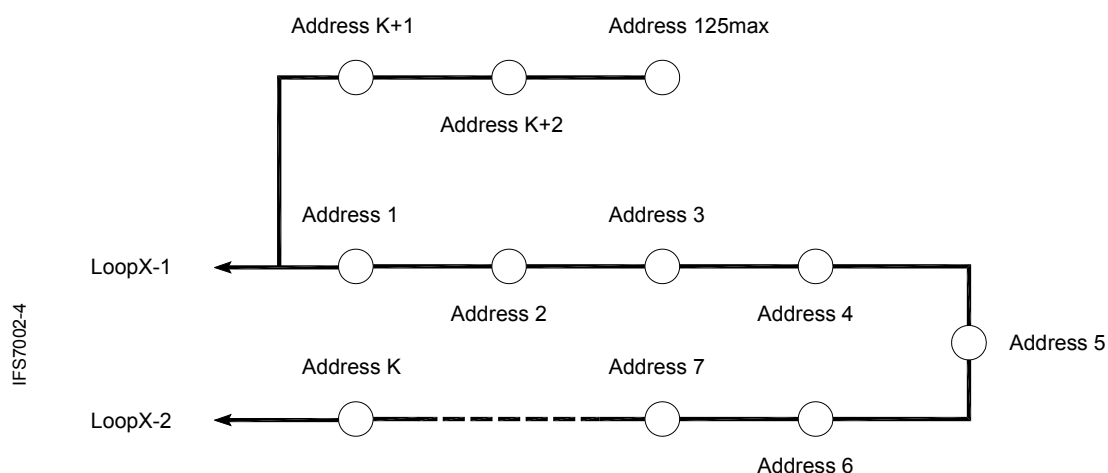 Address K+1
Address 125max
Address K+2
Address 1
Address 3
LoopX-1
Address 2
Address 4
Address 5
Address K
Address 7
LoopX-2
Address 6
IFS7002-4